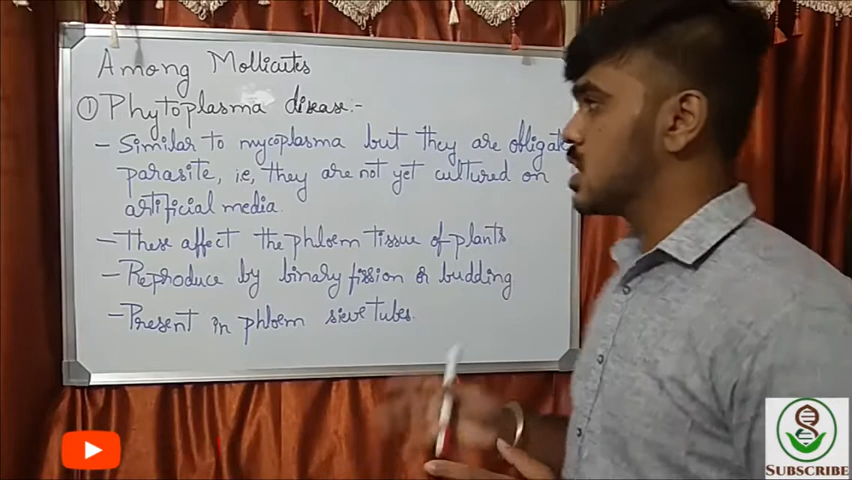 Among Mollicutes
① Phytoplasma disease:-
- Similar to mycoplasma but they are obligate
parasite, ie, they are not yet cultured on
artificial media.
- These affect the phloem tissue of plants
- Reproduce by binary fission or budding
- Present in phloem sieve tubes.
SUBSCRIBE